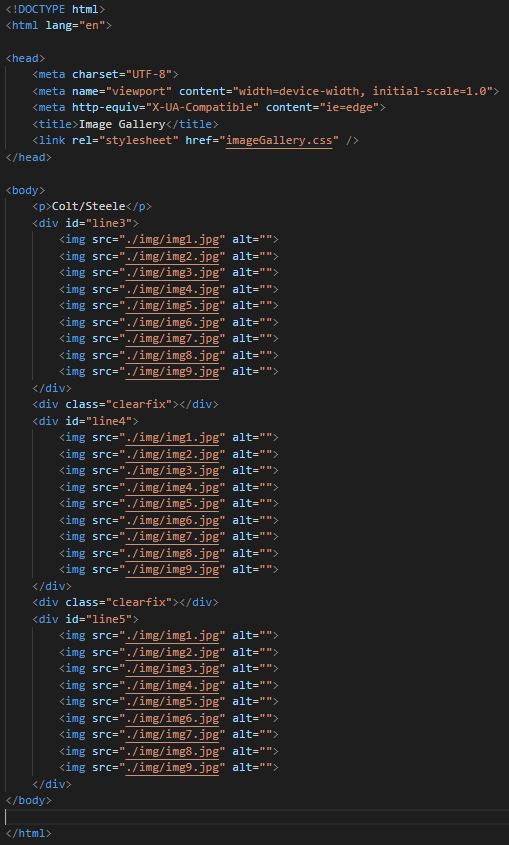 <!DOCTYPE html>
<html lang="en">
<head>
<meta charset="UTF-8">
<meta name="viewport" content="width=device-width, initial-scale=1.0">
<meta http-equiv="X-UA-Compatible" content="ie=edge">
<title>Image Gallery</title>
<link rel="stylesheet" href="imageGallery.css" />
</head>
<body>
<p>Colt/Steele</p>
<div id="line3">
<img src="./img/img1.jpg" alt="">
<img src="./img/img2.jpg" alt="">
<img src="./img/img3.jpg" alt="">
<img src="./img/img4.jpg" alt="">
<img src="./img/img5.jpg" alt="">
<img src="./img/img6.jpg" alt="">
<img src="./img/img7.jpg" alt="">
<img src="./img/img8.jpg" alt="">
<img src="./img/img9.jpg" alt="">
</div>
<div class="clearfix"></div>
<div id="line4">
<img src="./img/img1.jpg" alt="">
<img src="./img/img2.jpg" alt="">
<img src="./img/img3.jpg" alt="">
<img src="./img/img4.jpg" alt="">
<img src="./img/img5.jpg" alt="">
<img src="./img/img6.jpg" alt="">
<img src="./img/img7.jpg" alt="">
<img src="./img/img8.jpg" alt="">
<img src="./img/img9.jpg" alt="">
</div>
<div class="clearfix"></div>
<div id="line5">
<img src="./img/img1.jpg" alt="">
<img src="./img/img2.jpg" alt="">
<img src="./img/img3.jpg" alt="">
<img src="./img/img4.jpg" alt="">
<img src="./img/img5.jpg" alt="">
<img src="./img/img6.jpg" alt="">
<img src="./img/img7.jpg" alt="">
<img src="./img/img8.jpg" alt="">
<img src="./img/img9.jpg" alt="">
</div>
</body>
</html>